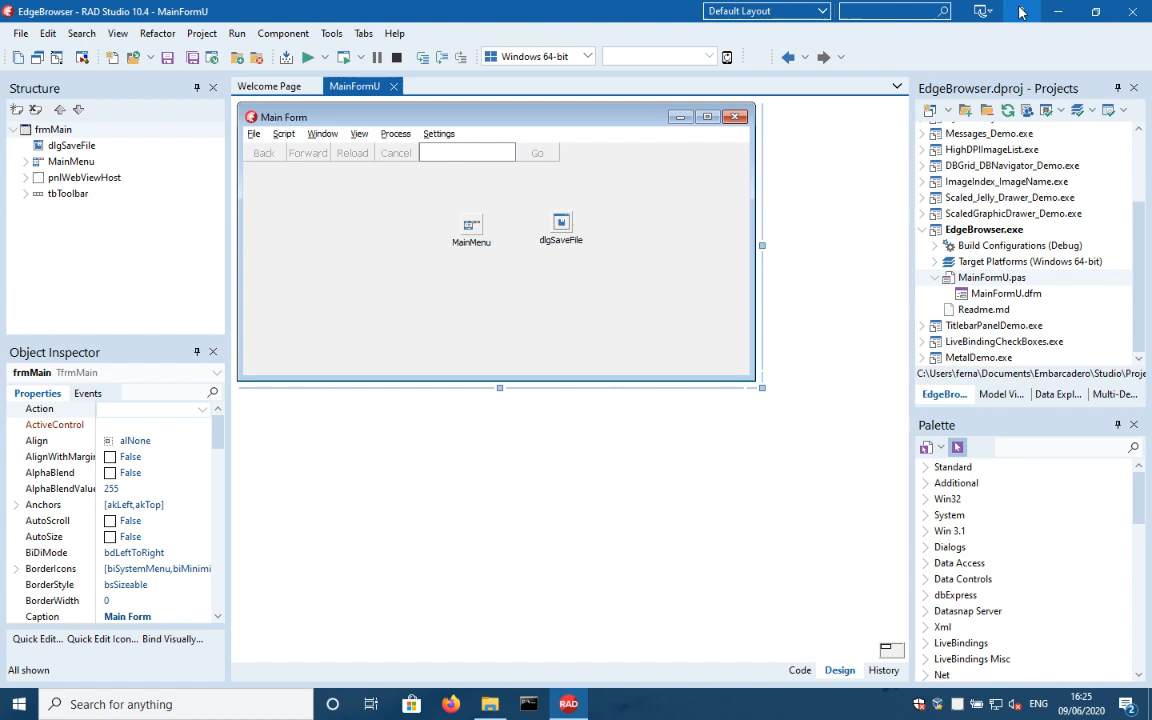 EdgeBrowser - RAD Studio 10.4 - MainFormU
Default Layout
File Edit Search View Refactor Project Run Component Tools Tabs Help
Windows 64-bit
Structure
frmMain
dlgSaveFile
MainMenu
pnlWebViewHost
tbToolbar
Object Inspector
frmMain TfrmMain
Properties Events
Action
ActiveControl
Align alNone
AlignWithMargin False
AlphaBlend False
AlphaBlendValue 255
Anchors [akLeft,akTop]
AutoScroll False
AutoSize False
BiDiMode bdLeftToRight
BorderIcons [biSystemMenu,biMinimi
BorderStyle bsSizeable
BorderWidth 0
Caption Main Form
Quick Edit... Quick Edit Icon... Bind Visually...
All shown
Welcome Page MainFormU
Main Form
File Script Window View Process Settings
Back Forward Reload Cancel Go
MainMenu dlgSaveFile
Code Design History
EdgeBrowser.dproj - Projects
Messages_Demo.exe
HighDPIImageList.exe
DBGrid_DBNavigator_Demo.exe
ImageIndex_ImageName.exe
Scaled_Jelly_Drawer_Demo.exe
ScaledGraphicDrawer_Demo.exe
EdgeBrowser.exe
Build Configurations (Debug)
Target Platforms (Windows 64-bit)
MainFormU.pas
MainFormU.dfm
Readme.md
TitlebarPanelDemo.exe
LiveBindingCheckBoxes.exe
MetalDemo.exe
C:\Users\ferna\Documents\Embarcadero\Studio\Proje
EdgeBro... Model Vi... Data Expl... Multi-De...
Palette
Standard
Additional
Win32
System
Win 3.1
Dialogs
Data Access
Data Controls
dbExpress
Datasnap Server
Xml
LiveBindings
LiveBindings Misc
Net
Search for anything
RAD
ENG
16:25
09/06/2020
2